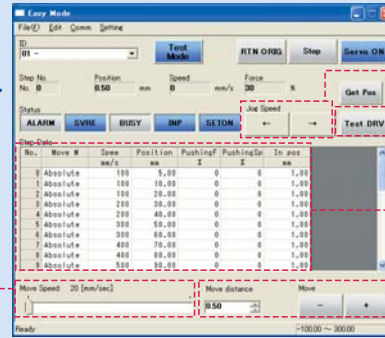 Easy Mode
File(F) Edit Comm Setting
ID
01 -
Test Mode
RTN ORIG
Stop
Servo ON
Step No.
Position
Speed
Force
No. 0
0.50 mm
0 mm/s
30 %
Get Pos
Status
Jog Speed
ALARM SVRE BUSY INP SETON
← →
Test DRV
Step Data
No. Move M Spee Position PushingF PushingSp In pos
mm/s mm % % mm
0 Absolute 100 5.00 0 0 1.00
1 Absolute 100 10.00 0 0 1.00
2 Absolute 100 20.00 0 0 1.00
3 Absolute 200 30.00 0 0 1.00
4 Absolute 200 40.00 0 0 1.00
5 Absolute 300 50.00 0 0 1.00
6 Absolute 300 60.00 0 0 1.00
7 Absolute 400 70.00 0 0 1.00
8 Absolute 400 80.00 0 0 1.00
9 Absolute 500 90.00 0 0 1.00
Move Speed 20 [mm/sec]
Move distance
Move
0.50
- +
Ready
-100.00 ~ 300.00